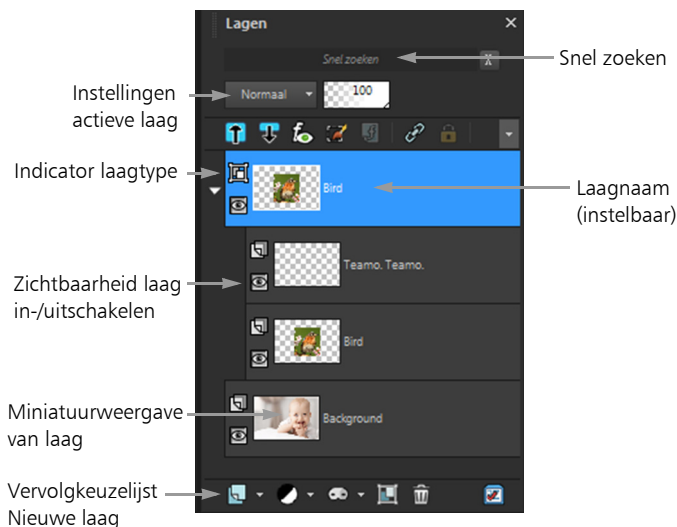 Lagen
Snel zoeken
Snel zoeken
Normaal
100
Instellingen
actieve laag
Indicator laagtype
Bird
Laagnaam
(instelbaar)
Teamo. Teamo.
Zichtbaarheid laag
in-/uitschakelen
Bird
Miniatuurweergave
van laag
Background
Vervolgkeuzelijst
Nieuwe laag